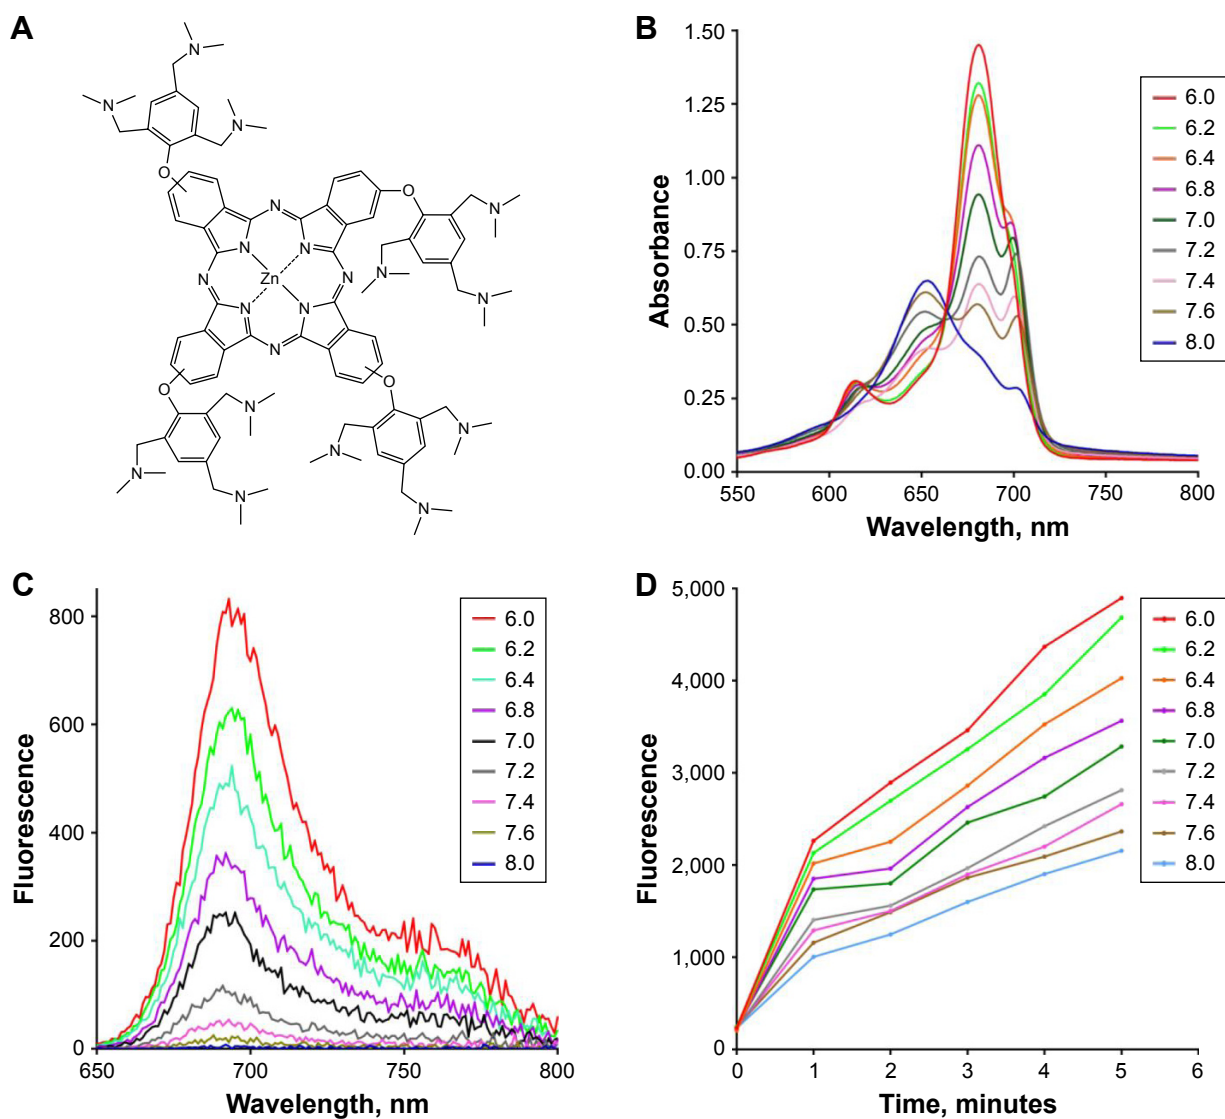 A
N
N
N
O
N
O
N
N
N
Zn
N
N
N
N
N
N
N
N
O
O
N
N
N
N
N
N
B
1.50
1.25
1.00
0.75
0.50
0.25
0.00
550
600
650
700
750
800
Absorbance
Wavelength, nm
6.0
6.2
6.4
6.8
7.0
7.2
7.4
7.6
8.0
C
800
600
400
200
0
650
700
750
800
Fluorescence
Wavelength, nm
6.0
6.2
6.4
6.8
7.0
7.2
7.4
7.6
8.0
D
5,000
4,000
3,000
2,000
1,000
0
0
1
2
3
4
5
6
Fluorescence
Time, minutes
6.0
6.2
6.4
6.8
7.0
7.2
7.4
7.6
8.0